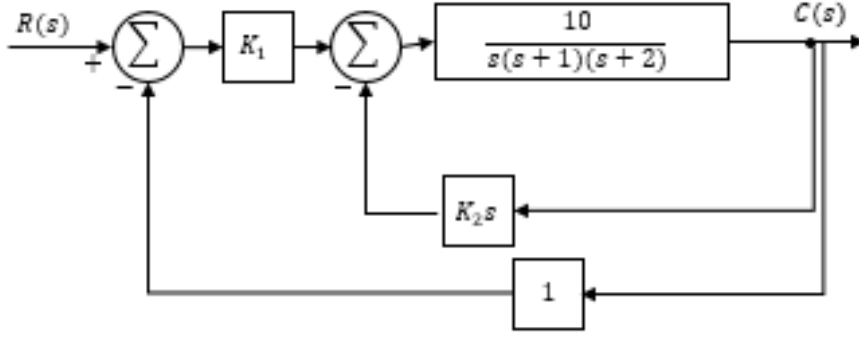 R(s)
+
−
∑
K₁
−
∑
10
s(s + 1)(s + 2)
C(s)
K₂s
1